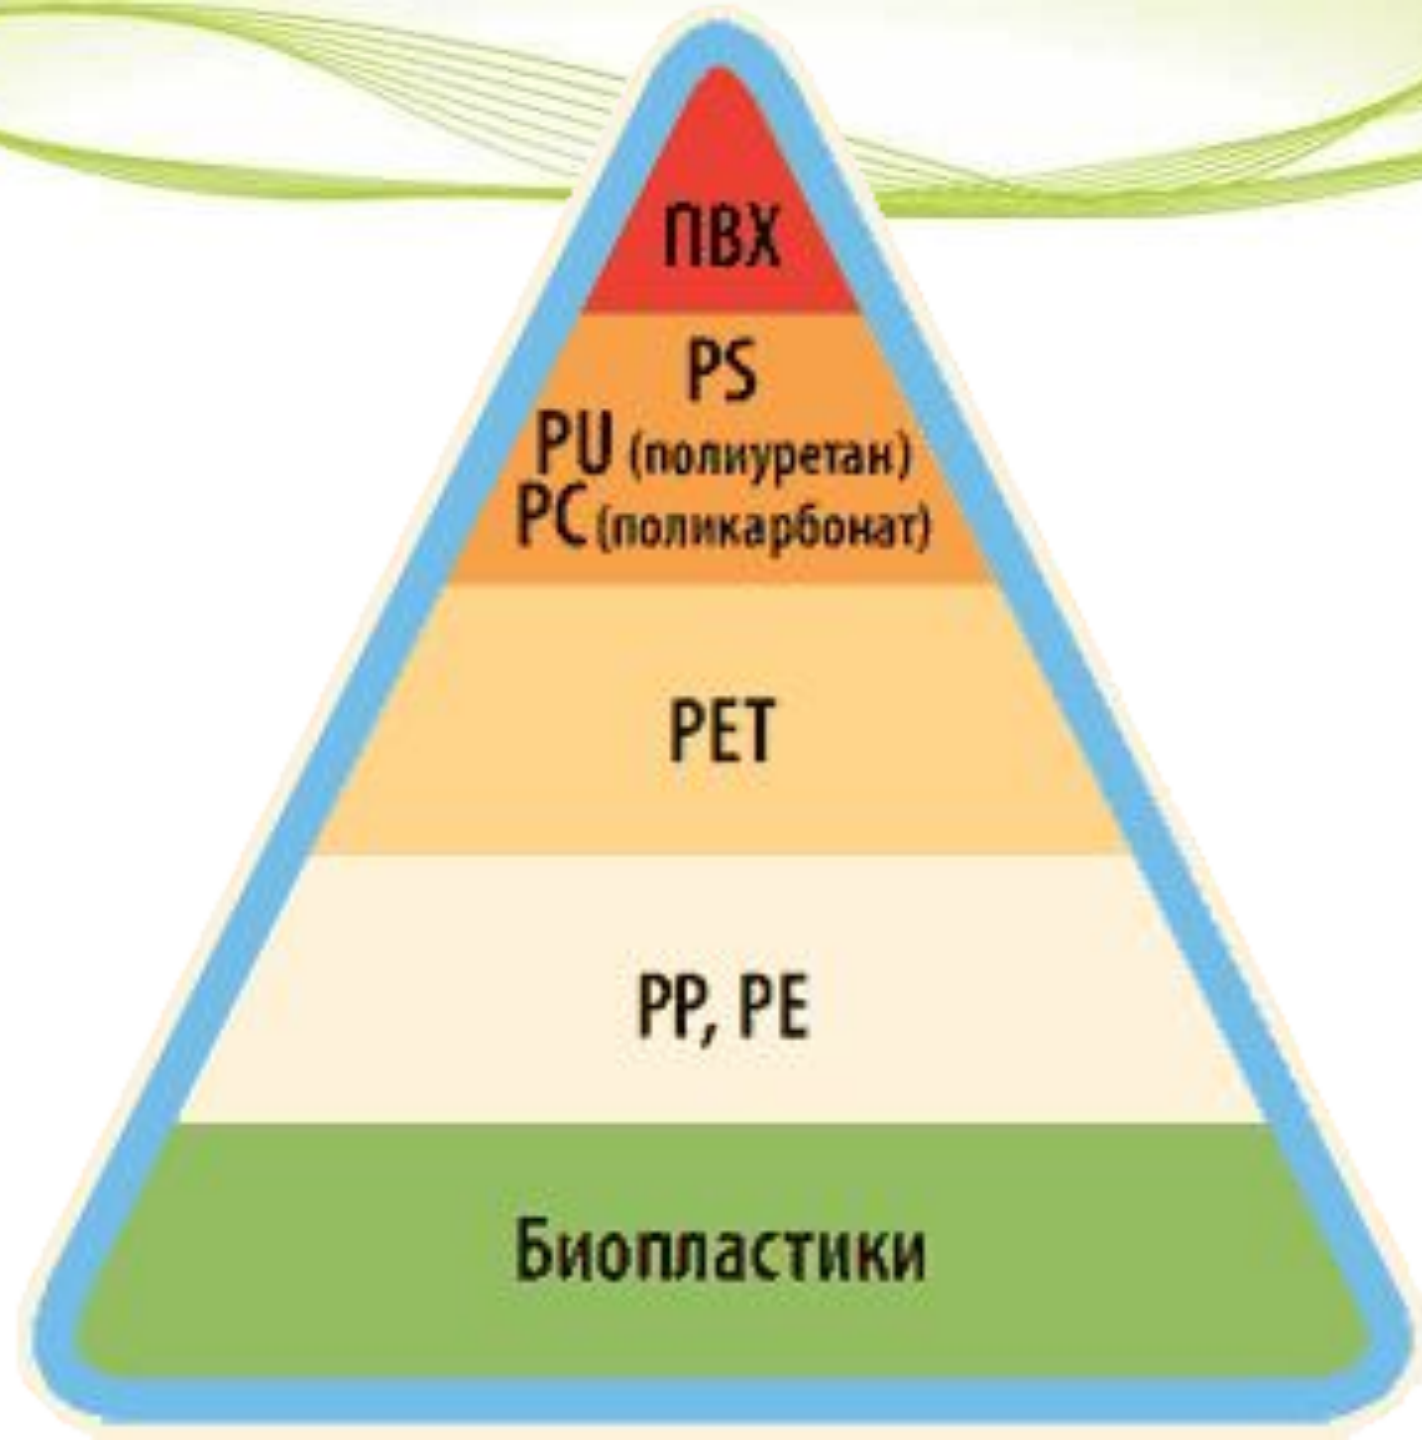 ПВХ
PS
PU (полиуретан)
PC (поликарбонат)
PET
PP, PE
Биопластики